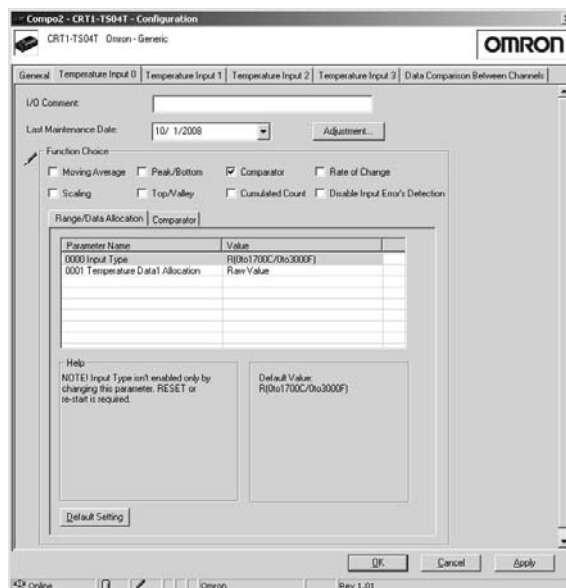 Compo2 - CRT1-TS04T - Configuration
CRT1-TS04T Omron - Generic
OMRON
General Temperature Input 0 Temperature Input 1 Temperature Input 2 Temperature Input 3 Data Comparison Between Channels
I/O Comment:
Last Maintenance Date: 10/ 1/2008 Adjustment...
Function Choice
Moving Average Peak/Bottom Comparator Rate of Change
Scaling Top/Valley Cumulated Count Disable Input Error's Detection
Range/Data Allocation Comparator
Parameter Name Value
0000 Input Type R(0to1700C/0to3000F)
0001 Temperature Data1 Allocation Raw Value
Help
NOTE! Input Type isn't enabled only by
changing this parameter. RESET or
re-start is required.
Default Value:
R(0to1700C/0to3000F)
Default Setting
OK Cancel Apply
Online Omron Rev 1.01